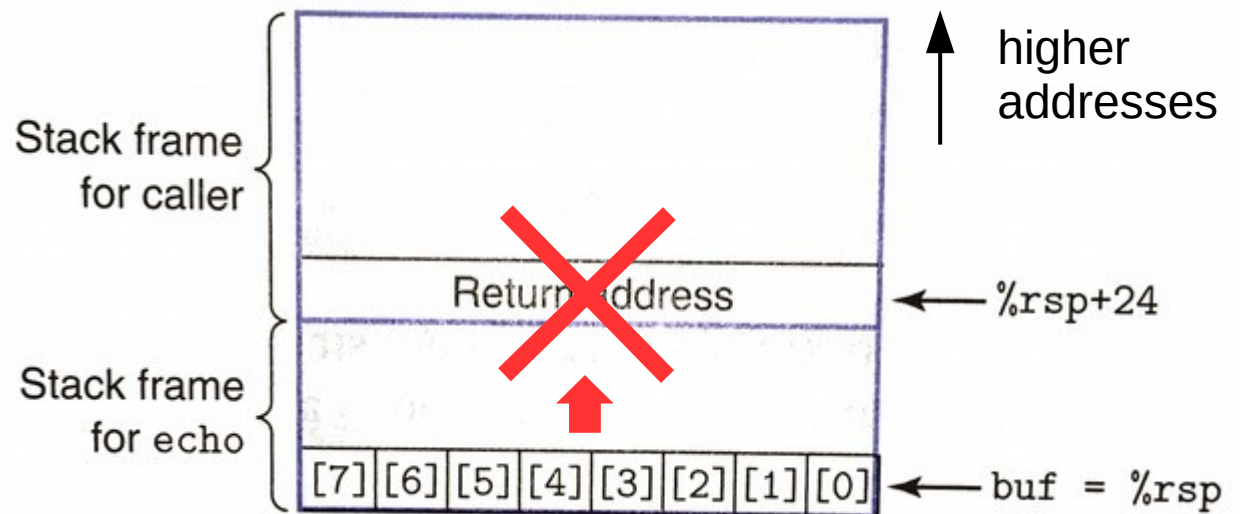 higher
addresses
Stack frame
for caller
Return address
%rsp+24
Stack frame
for echo
[7] [6] [5] [4] [3] [2] [1] [0]
buf = %rsp